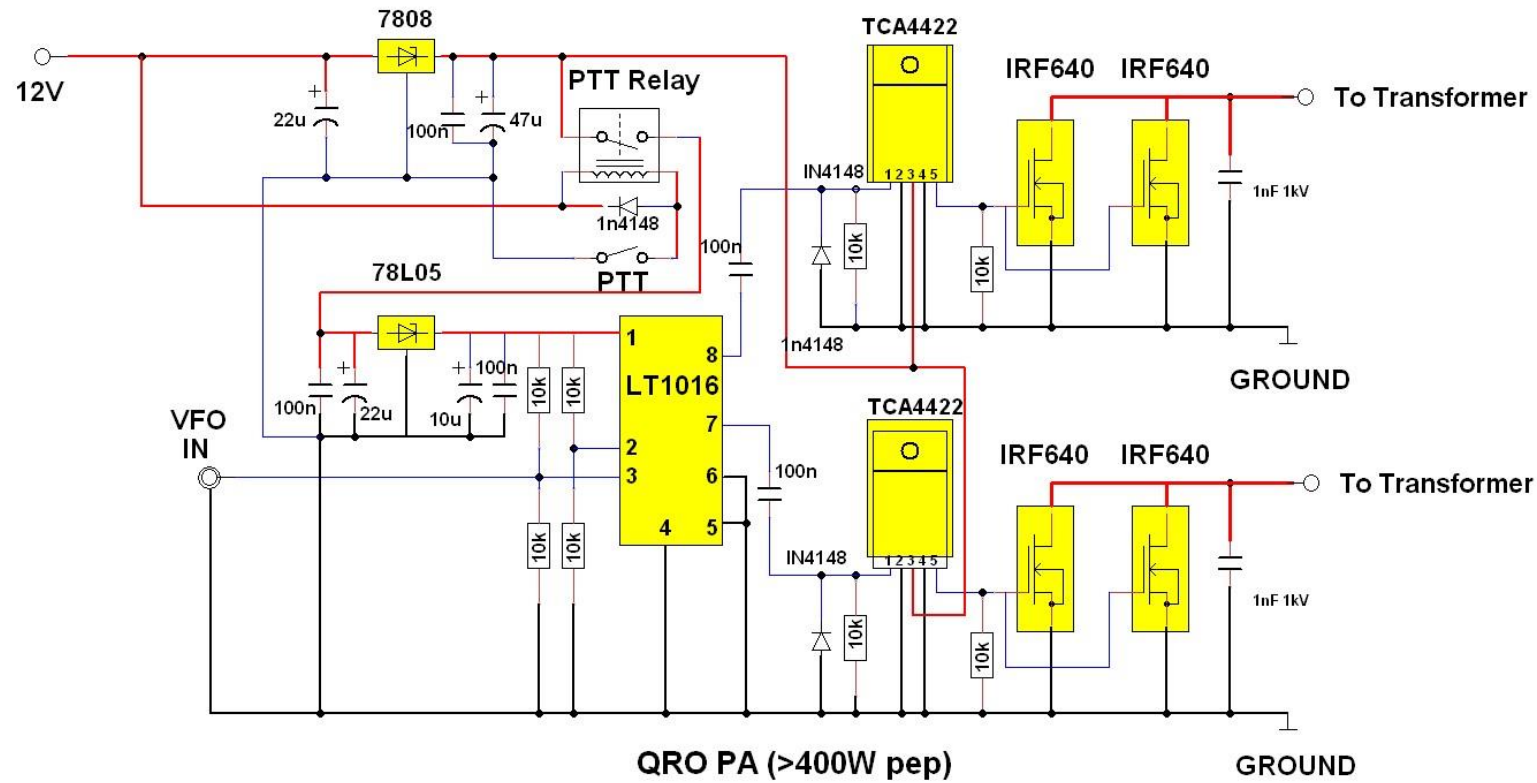 7808
TCA4422
12V
22u
+
100n
+
47u
PTT Relay
IRF640 IRF640
To Transformer
1 2 3 4 5
IN4148
1n4148
PTT
100n
10k
10k
1nF 1kV
78L05
100n
+
22u
+
10u
100n
10k
10k
1
2
3
4
5
6
7
8
LT1016
1n4148
GROUND
VFO
IN
10k
10k
100n
TCA4422
IRF640 IRF640
To Transformer
1 2 3 4 5
IN4148
10k
10k
1nF 1kV
QRO PA (>400W pep)
GROUND